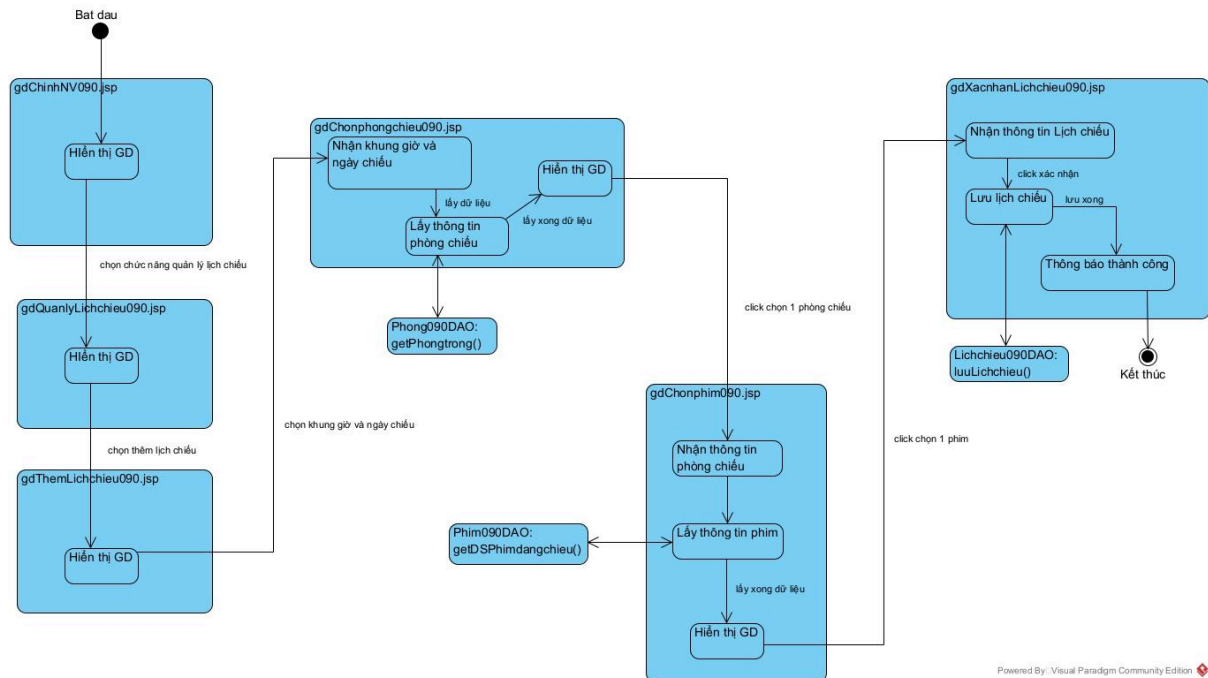 Bat dau
gdChinhNV090.jsp
HIển thị GD
chọn chức năng quản lý lịch chiếu
gdQuanlyLichchieu090.jsp
HIển thị GD
chọn thêm lịch chiếu
gdThemLichchieu090.jsp
Hiển thị GD
chọn khung giờ và ngày chiếu
gdChonphongchieu090.jsp
Nhận khung giờ và
ngày chiếu
lấy dữ liệu
Lấy thông tin
phòng chiếu
lấy xong dữ liệu
Hiển thị GD
Phong090DAO:
getPhongtrong()
click chọn 1 phòng chiếu
gdChonphim090.jsp
Nhận thông tin
phòng chiếu
Lấy thông tin phim
Phim090DAO:
getDSPhimdangchieu()
lấy xong dữ liệu
Hiển thị GD
click chọn 1 phim
gdXacnhanLichchieu090.jsp
Nhận thông tin Lịch chiếu
click xác nhận
Lưu lịch chiếu
lưu xong
Thông báo thành công
Lichchieu090DAO:
luuLichchieu()
Kết thúc
Powered By Visual Paradigm Community Edition